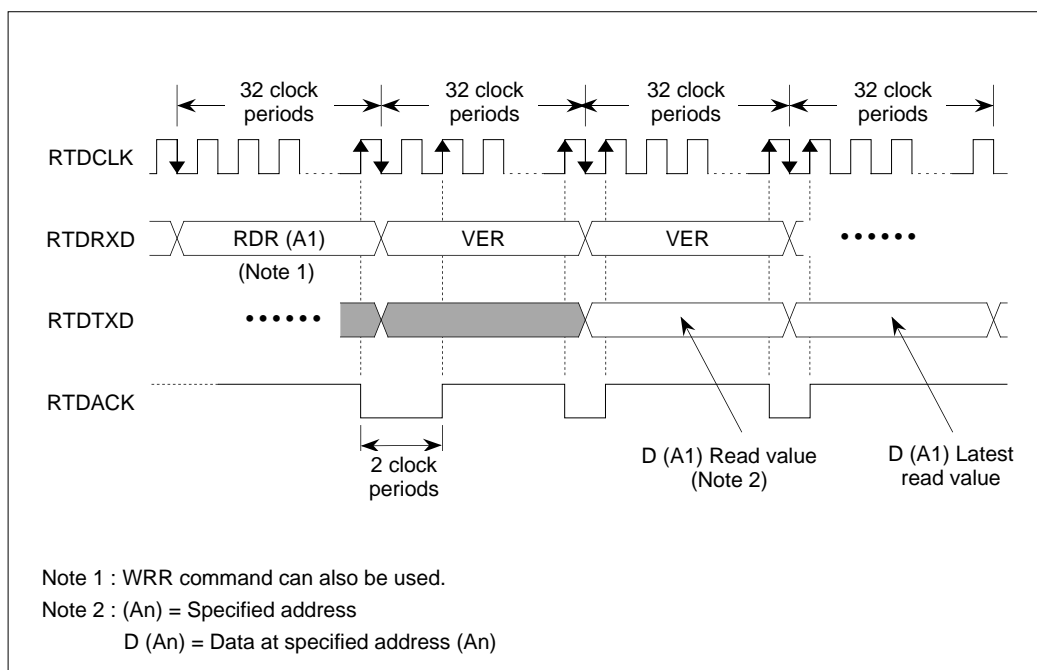 32 clock periods
32 clock periods
32 clock periods
32 clock periods
RTDCLK
RTDRXD
RDR (A1)
VER
VER
••••••
(Note 1)
RTDTXD
••••••
RTDACK
2 clock periods
D (A1) Read value
(Note 2)
D (A1) Latest
read value
Note 1 : WRR command can also be used.
Note 2 : (An) = Specified address
D (An) = Data at specified address (An)